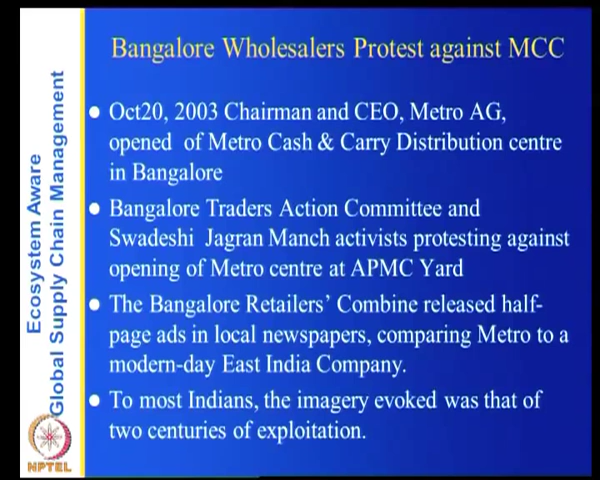 Bangalore Wholesalers Protest against MCC
Oct20, 2003 Chairman and CEO, Metro AG,
opened of Metro Cash & Carry Distribution centre
in Bangalore
Bangalore Traders Action Committee and
Swadeshi Jagran Manch activists protesting against
opening of Metro centre at APMC Yard
The Bangalore Retailers' Combine released half-
page ads in local newspapers, comparing Metro to a
modern-day East India Company.
To most Indians, the imagery evoked was that of
two centuries of exploitation.
Ecosystem Aware
Global Supply Chain Management
NPTEL